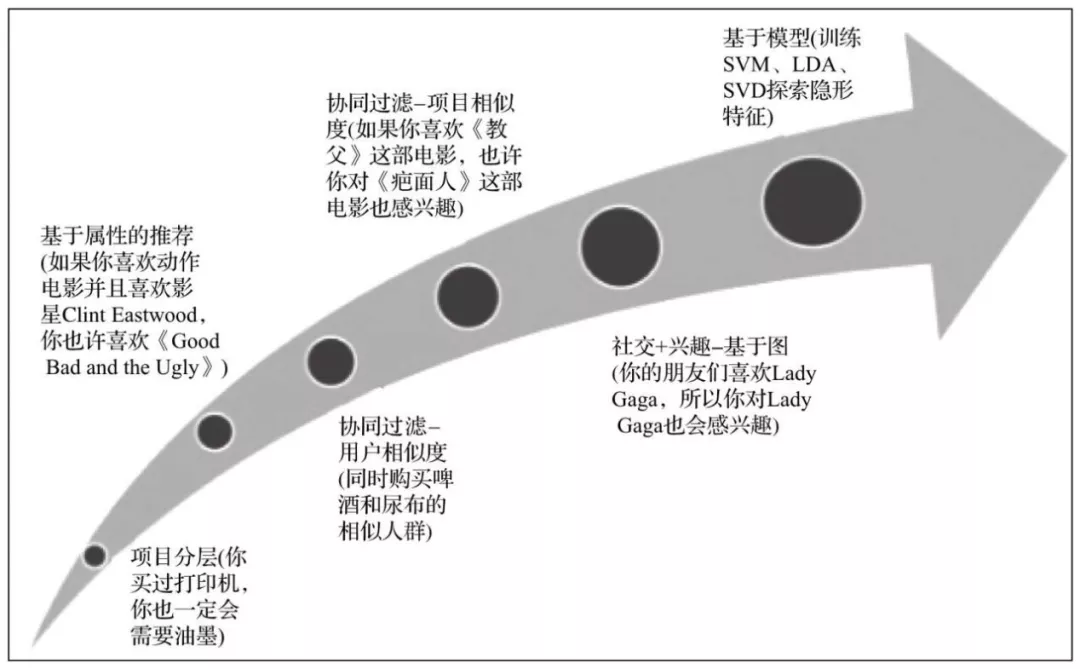 基于模型(训练
SVM、LDA、
SVD探索隐形
特征)
协同过滤–项目相似
度(如果你喜欢《教
父》这部电影，也许
你对《疤面人》这部
电影也感兴趣)
基于属性的推荐
(如果你喜欢动作
电影并且喜欢影
星Clint Eastwood，
你也许喜欢《Good
Bad and the Ugly》)
社交+兴趣–基于图
(你的朋友们喜欢Lady
Gaga，所以你对Lady
Gaga也会感兴趣)
协同过滤–
用户相似度
(同时购买啤
酒和尿布的
相似人群)
项目分层(你
买过打印机，
你也一定会
需要油墨)